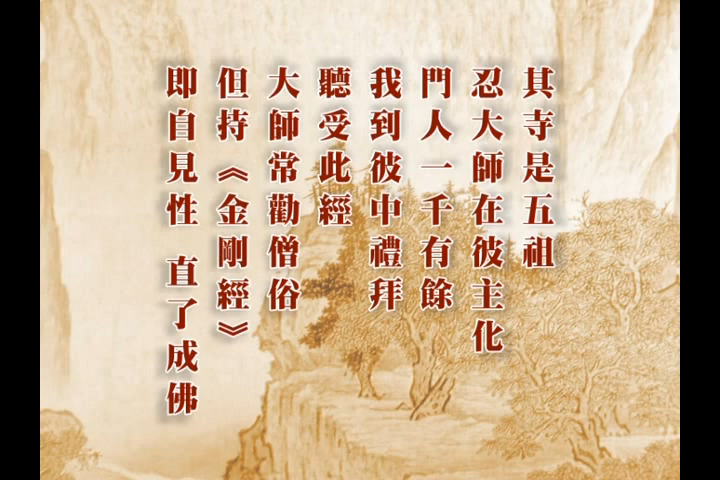 其寺是五祖
忍大師在彼主化
門人一千有餘
我到彼中禮拜
聽受此經
大師常勸僧俗
但持《金剛經》
即自見性 直了成佛